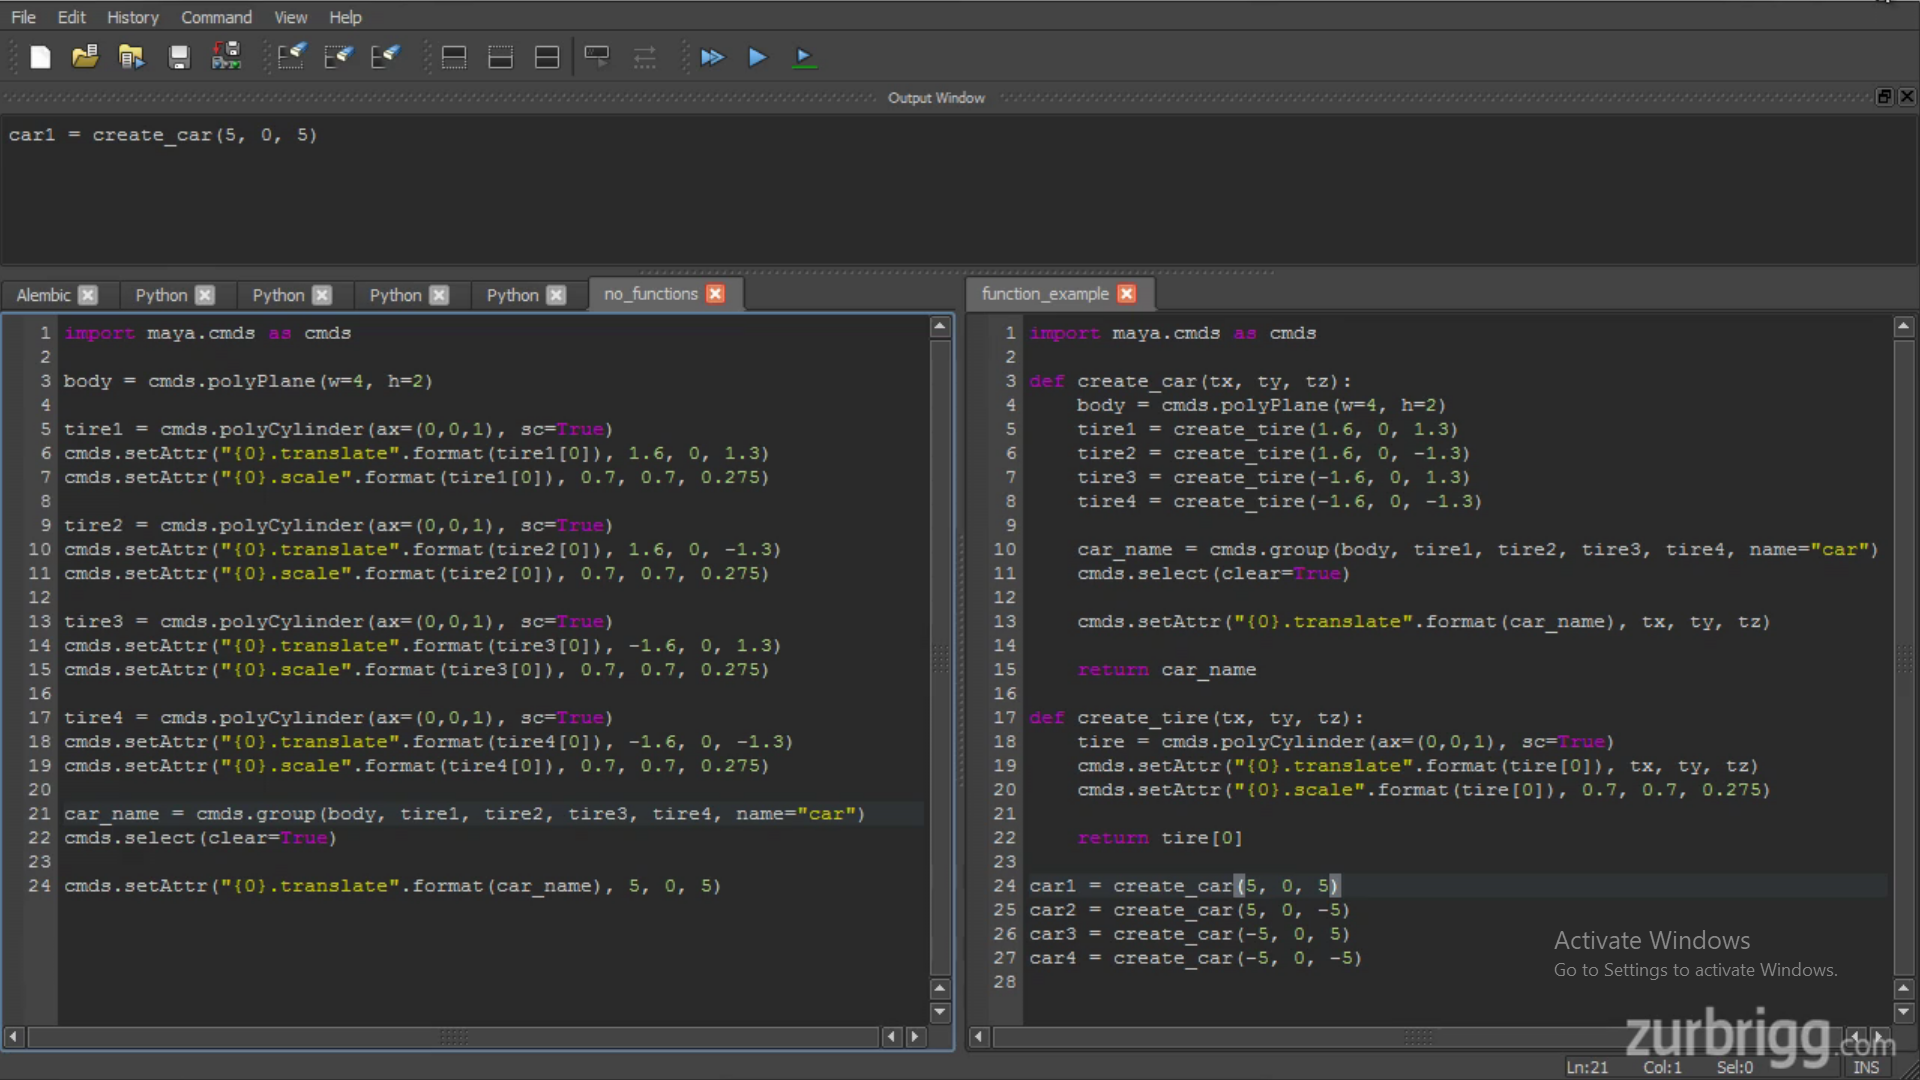 File Edit History Command View Help
Output Window
car1 = create_car(5, 0, 5)
Alembic Python Python Python Python no_functions
1 import maya.cmds as cmds
2
3 body = cmds.polyPlane(w=4, h=2)
4
5 tire1 = cmds.polyCylinder(ax=(0,0,1), sc=True)
6 cmds.setAttr("{0}.translate".format(tire1[0]), 1.6, 0, 1.3)
7 cmds.setAttr("{0}.scale".format(tire1[0]), 0.7, 0.7, 0.275)
8
9 tire2 = cmds.polyCylinder(ax=(0,0,1), sc=True)
10 cmds.setAttr("{0}.translate".format(tire2[0]), 1.6, 0, -1.3)
11 cmds.setAttr("{0}.scale".format(tire2[0]), 0.7, 0.7, 0.275)
12
13 tire3 = cmds.polyCylinder(ax=(0,0,1), sc=True)
14 cmds.setAttr("{0}.translate".format(tire3[0]), -1.6, 0, 1.3)
15 cmds.setAttr("{0}.scale".format(tire3[0]), 0.7, 0.7, 0.275)
16
17 tire4 = cmds.polyCylinder(ax=(0,0,1), sc=True)
18 cmds.setAttr("{0}.translate".format(tire4[0]), -1.6, 0, -1.3)
19 cmds.setAttr("{0}.scale".format(tire4[0]), 0.7, 0.7, 0.275)
20
21 car_name = cmds.group(body, tire1, tire2, tire3, tire4, name="car")
22 cmds.select(clear=True)
23
24 cmds.setAttr("{0}.translate".format(car_name), 5, 0, 5)
function_example
1 import maya.cmds as cmds
2
3 def create_car(tx, ty, tz):
4     body = cmds.polyPlane(w=4, h=2)
5     tire1 = create_tire(1.6, 0, 1.3)
6     tire2 = create_tire(1.6, 0, -1.3)
7     tire3 = create_tire(-1.6, 0, 1.3)
8     tire4 = create_tire(-1.6, 0, -1.3)
9
10     car_name = cmds.group(body, tire1, tire2, tire3, tire4, name="car")
11     cmds.select(clear=True)
12
13     cmds.setAttr("{0}.translate".format(car_name), tx, ty, tz)
14
15     return car_name
16
17 def create_tire(tx, ty, tz):
18     tire = cmds.polyCylinder(ax=(0,0,1), sc=True)
19     cmds.setAttr("{0}.translate".format(tire[0]), tx, ty, tz)
20     cmds.setAttr("{0}.scale".format(tire[0]), 0.7, 0.7, 0.275)
21
22     return tire[0]
23
24 car1 = create_car(5, 0, 5)
25 car2 = create_car(5, 0, -5)
26 car3 = create_car(-5, 0, 5)
27 car4 = create_car(-5, 0, -5)
28
Activate Windows
Go to Settings to activate Windows.
zurbrigg.com
Ln:21 Col:1 Sel:0 INS